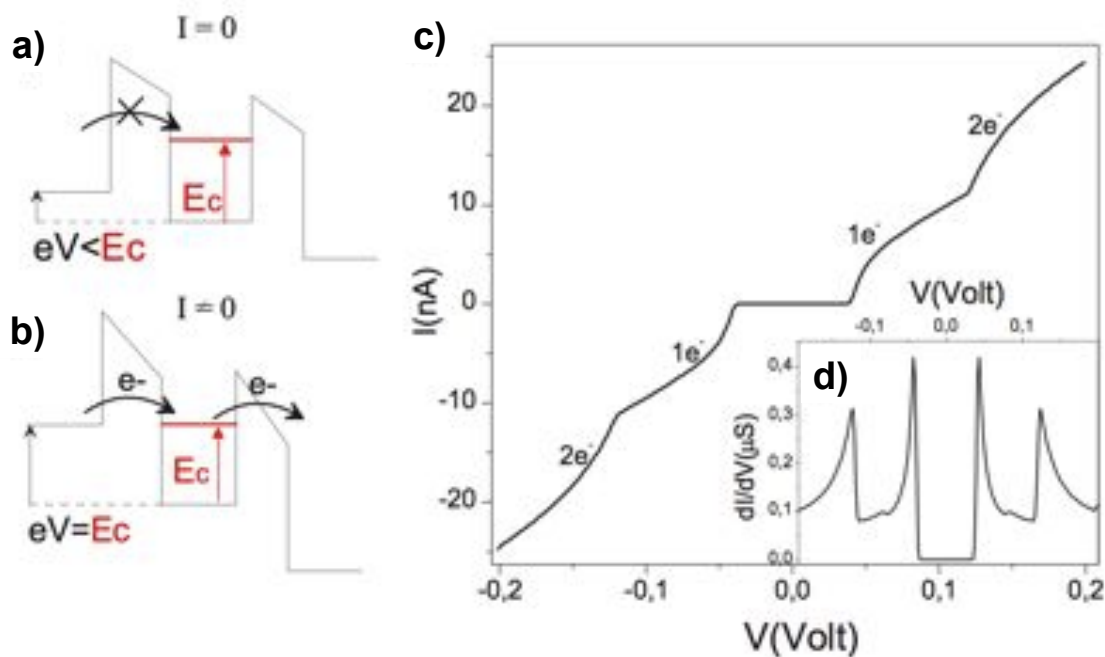 a)
I = 0
Ec
eV<Ec
b)
I ≠ 0
e-
e-
Ec
eV=Ec
c)
I(nA)
20
10
0
-10
-20
2e-
1e-
1e-
2e-
-0,2
-0,1
0,0
0,1
0,2
V(Volt)
d)
V(Volt)
-0,1
0,1
dI/dV(μS)
0,4
0,3
0,2
0,1
0,0